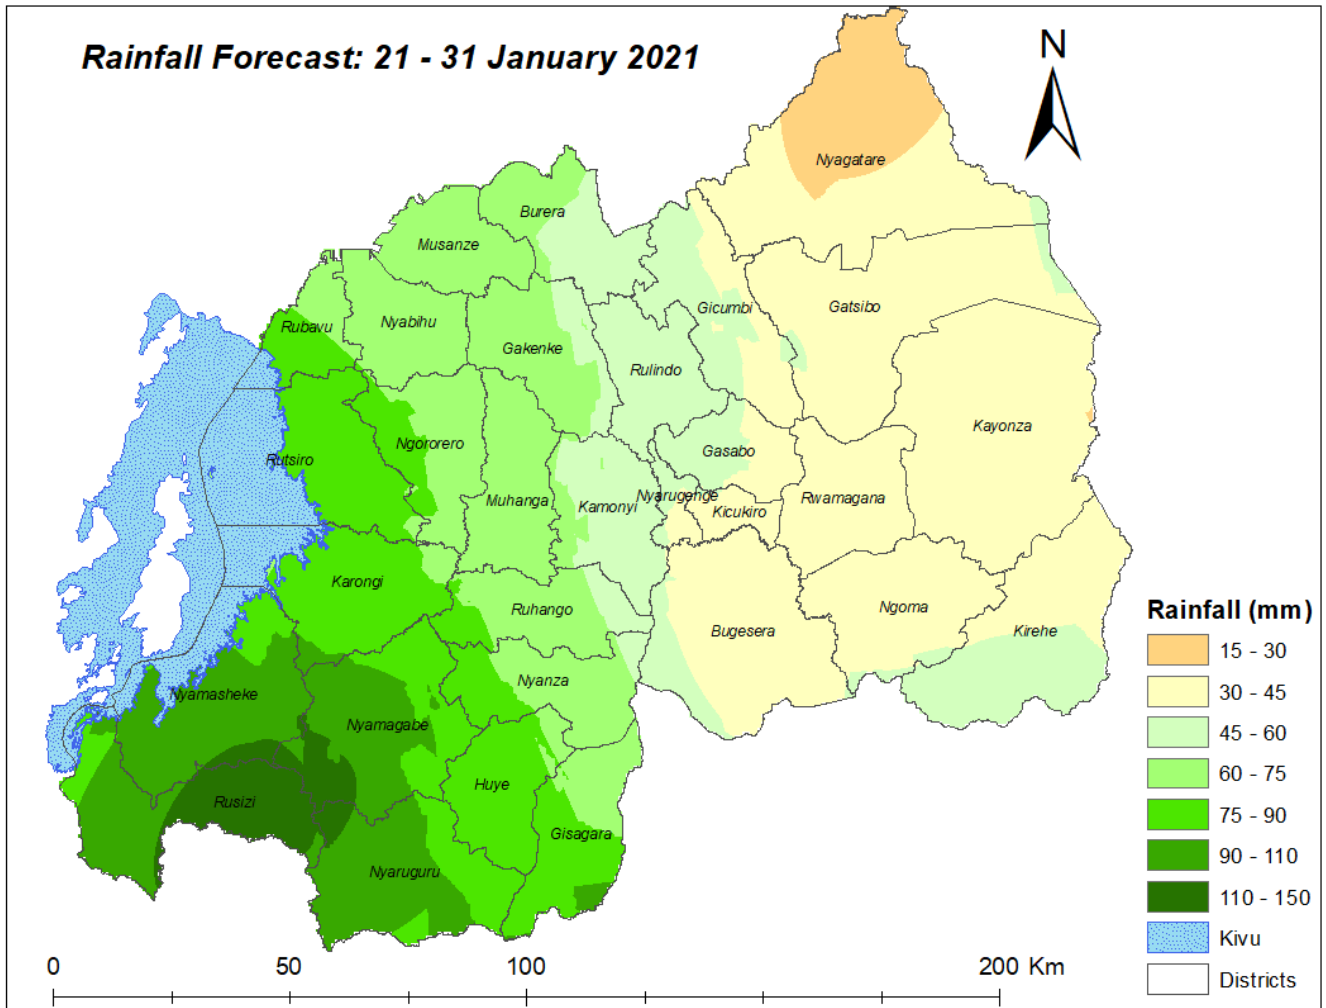 Rainfall Forecast: 21 - 31 January 2021
N
Nyagatare
Burera
Musanze
Gicumbi
Gatsibo
Rubavu
Nyabihu
Gakenke
Rulindo
Kayonza
Ngororero
Gasabo
Rutsiro
Muhanga
Kamonyi
Nyarugenge
Kicukiro
Rwamagana
Karongi
Ruhango
Ngoma
Bugesera
Kirehe
Nyanza
Nyamasheke
Nyamagabe
Huye
Rusizi
Gisagara
Nyaruguru
Rainfall (mm)
15 - 30
30 - 45
45 - 60
60 - 75
75 - 90
90 - 110
110 - 150
Kivu
Districts
0 50 100 200 Km